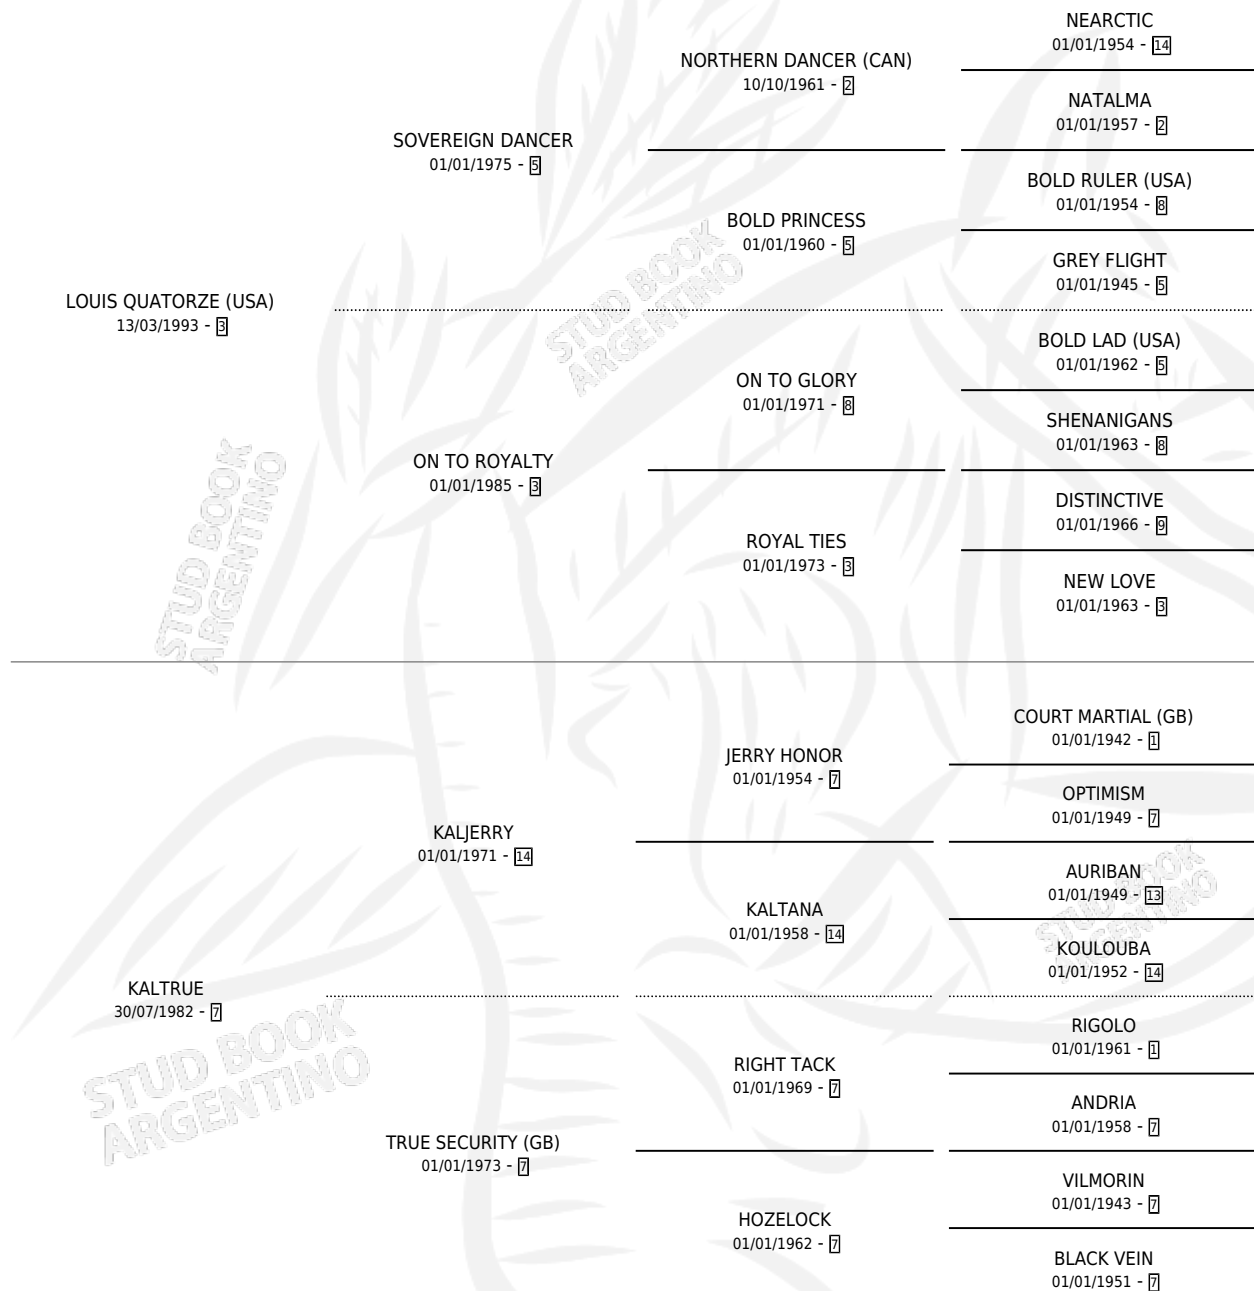 NEARCTIC
01/01/1954 - 14
NORTHERN DANCER (CAN)
10/10/1961 - 2
NATALMA
01/01/1957 - 2
SOVEREIGN DANCER
01/01/1975 - 5
BOLD RULER (USA)
01/01/1954 - 8
BOLD PRINCESS
01/01/1960 - 5
GREY FLIGHT
01/01/1945 - 5
LOUIS QUATORZE (USA)
13/03/1993 - 3
BOLD LAD (USA)
01/01/1962 - 5
ON TO GLORY
01/01/1971 - 8
SHENANIGANS
01/01/1963 - 8
ON TO ROYALTY
01/01/1985 - 3
DISTINCTIVE
01/01/1966 - 9
ROYAL TIES
01/01/1973 - 3
NEW LOVE
01/01/1963 - 3
COURT MARTIAL (GB)
01/01/1942 - 1
JERRY HONOR
01/01/1954 - 7
OPTIMISM
01/01/1949 - 7
KALJERRY
01/01/1971 - 14
AURIBAN
01/01/1949 - 13
KALTANA
01/01/1958 - 14
KOULOUBA
01/01/1952 - 14
KALTRUE
30/07/1982 - 7
RIGOLO
01/01/1961 - 1
RIGHT TACK
01/01/1969 - 7
ANDRIA
01/01/1958 - 7
TRUE SECURITY (GB)
01/01/1973 - 7
VILMORIN
01/01/1943 - 7
HOZELOCK
01/01/1962 - 7
BLACK VEIN
01/01/1951 - 7
STUD BOOK
ARGENTINO
STUD BOOK
ARGENTINO
STUD BOOK
ARGENTINO
STUD BOOK
ARGENTINO